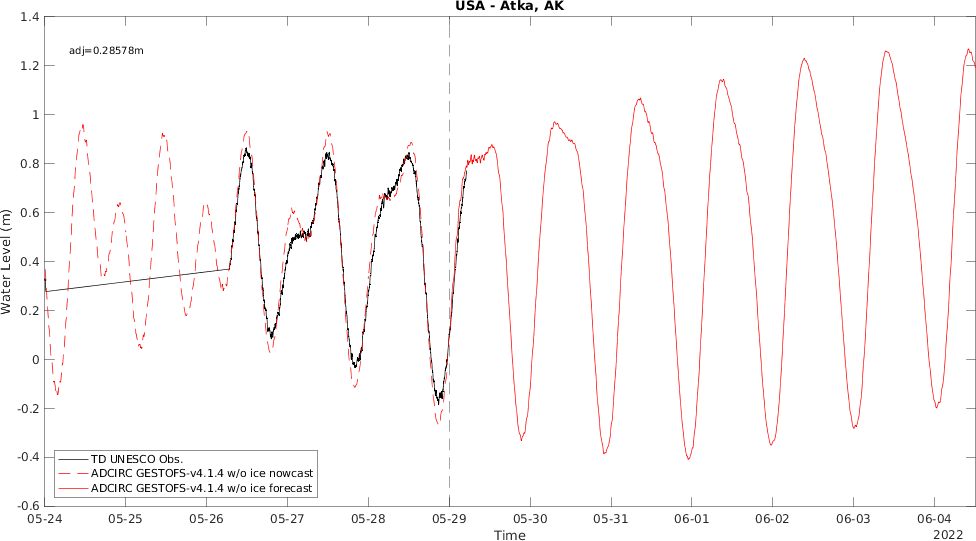 USA - Atka, AK
adj=0.28578m
1.4
1.2
1
0.8
0.6
0.4
0.2
0
-0.2
-0.4
-0.6
Water Level (m)
TD UNESCO Obs.
ADCIRC GESTOFS-v4.1.4 w/o ice nowcast
ADCIRC GESTOFS-v4.1.4 w/o ice forecast
05-24 05-25 05-26 05-27 05-28 05-29 05-30 05-31 06-01 06-02 06-03 06-04
Time
2022